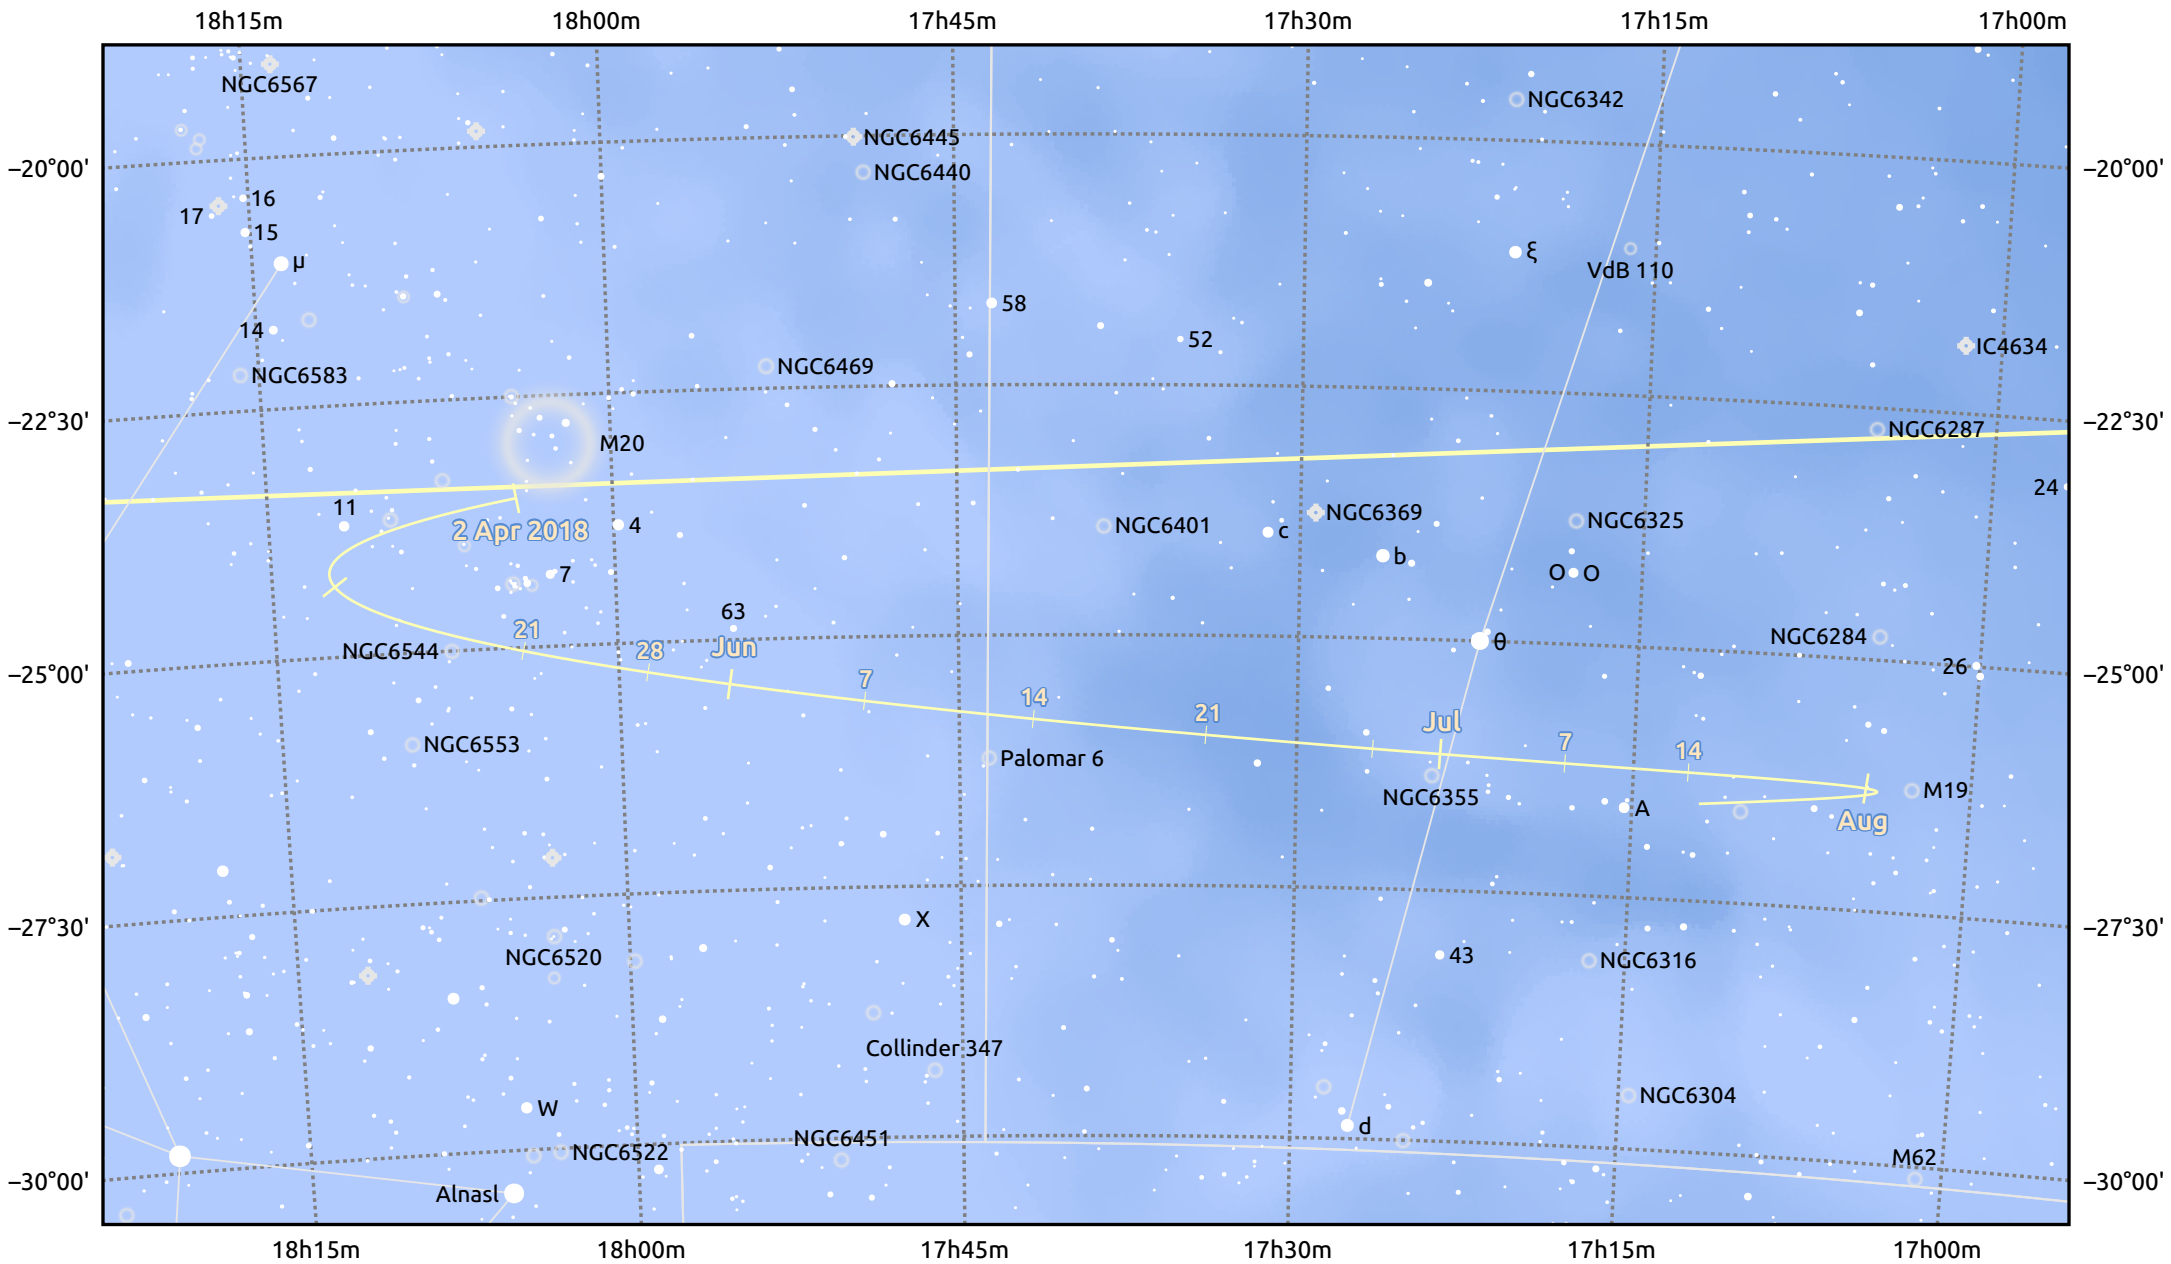 18h15m 18h00m 17h45m 17h30m 17h15m 17h00m
NGC6567
NGC6342
NGC6445
−20°00' −20°00'
NGC6440
16
17
15
ξ
μ
VdB 110
58
14
52
IC4634
NGC6469
NGC6583
−22°30' −22°30'
NGC6287
M20
24
11
NGC6369
NGC6325
2 Apr 2018
4
NGC6401
c
b
7
O O
63
21
NGC6284
θ
Jun
28
NGC6544
26
−25°00' −25°00'
7
14
21
Jul
7
NGC6553
14
Palomar 6
M19
NGC6355
A
Aug
X
−27°30' −27°30'
43
NGC6520
NGC6316
Collinder 347
NGC6304
W
d
NGC6451
NGC6522
M62
−30°00' −30°00'
Alnasl
18h15m 18h00m 17h45m 17h30m 17h15m 17h00m